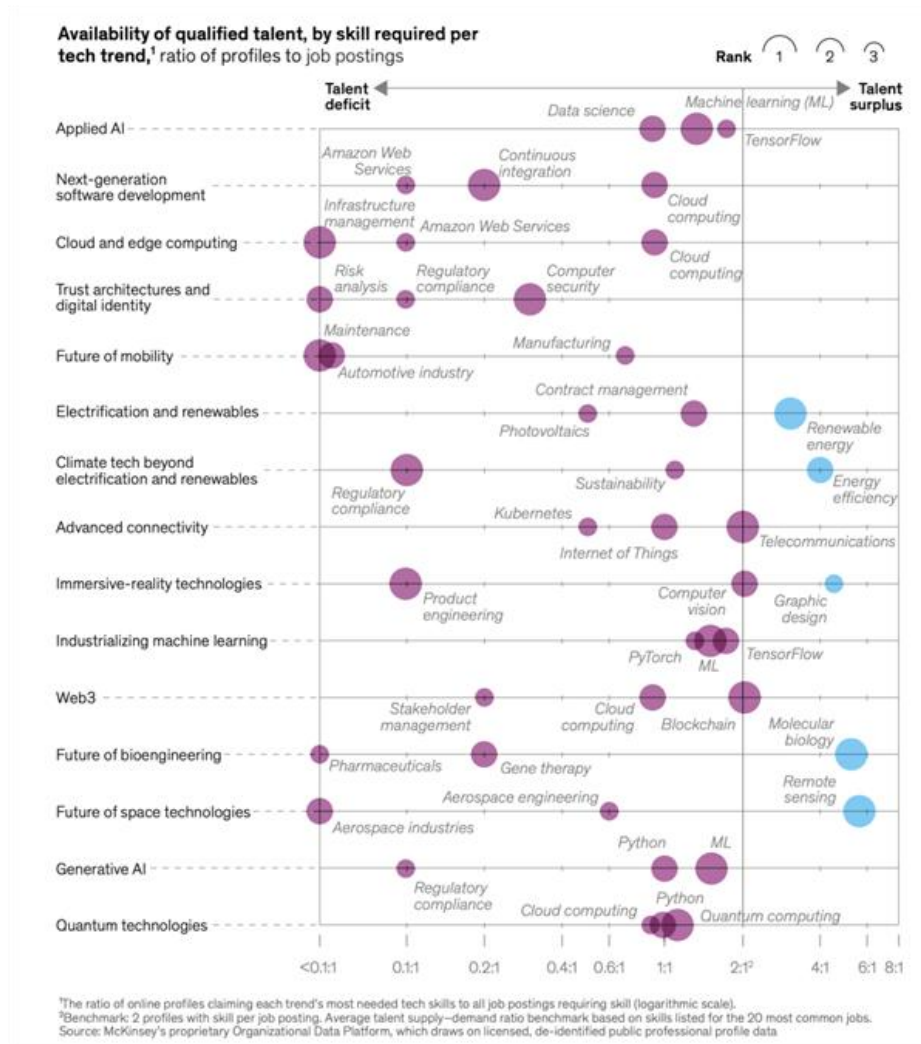 Availability of qualified talent, by skill required per
tech trend,¹ ratio of profiles to job postings
Rank 1 2 3
Talent
deficit
Talent
surplus
Applied AI
Data science
Machine learning (ML)
TensorFlow
Next-generation
software development
Amazon Web
Services
Continuous
integration
Cloud
computing
Cloud and edge computing
Infrastructure
management
Amazon Web Services
Cloud
computing
Trust architectures and
digital identity
Risk
analysis
Regulatory
compliance
Computer
security
Future of mobility
Maintenance
Automotive industry
Manufacturing
Electrification and renewables
Photovoltaics
Contract management
Renewable
energy
Climate tech beyond
electrification and renewables
Regulatory
compliance
Sustainability
Energy
efficiency
Advanced connectivity
Kubernetes
Internet of Things
Telecommunications
Immersive-reality technologies
Product
engineering
Computer
vision
Graphic
design
Industrializing machine learning
PyTorch
ML
TensorFlow
Web3
Stakeholder
management
Cloud
computing
Blockchain
Future of bioengineering
Pharmaceuticals
Gene therapy
Molecular
biology
Future of space technologies
Aerospace industries
Aerospace engineering
Remote
sensing
Generative AI
Regulatory
compliance
Python
ML
Quantum technologies
Cloud computing
Python
Quantum computing
<0.1:1 0.1:1 0.2:1 0.4:1 0.6:1 1:1 2:1² 4:1 6:1 8:1
¹The ratio of online profiles claiming each trend's most needed tech skills to all job postings requiring skill (logarithmic scale).
²Benchmark: 2 profiles with skill per job posting. Average talent supply–demand ratio benchmark based on skills listed for the 20 most common jobs.
Source: McKinsey's proprietary Organizational Data Platform, which draws on licensed, de-identified public professional profile data